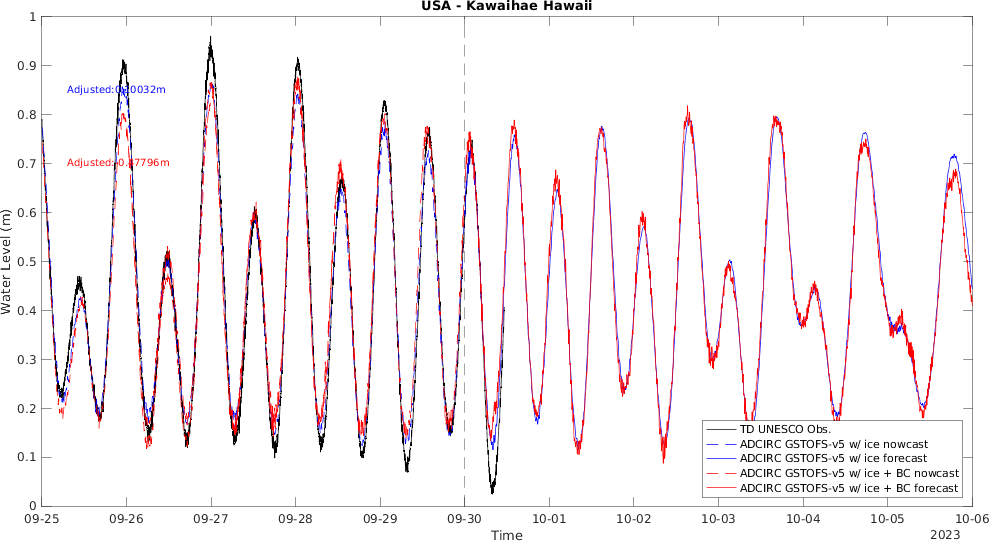 USA - Kawaihae Hawaii
Water Level (m)
1
0.9
0.8
0.7
0.6
0.5
0.4
0.3
0.2
0.1
0
Adjusted:
0032m
Adjusted:
7796m
TD UNESCO Obs.
ADCIRC GSTOFS-v5 w/ ice nowcast
ADCIRC GSTOFS-v5 w/ ice forecast
ADCIRC GSTOFS-v5 w/ ice + BC nowcast
ADCIRC GSTOFS-v5 w/ ice + BC forecast
09-25 09-26 09-27 09-28 09-29 09-30 10-01 10-02 10-03 10-04 10-05 10-06
Time
2023